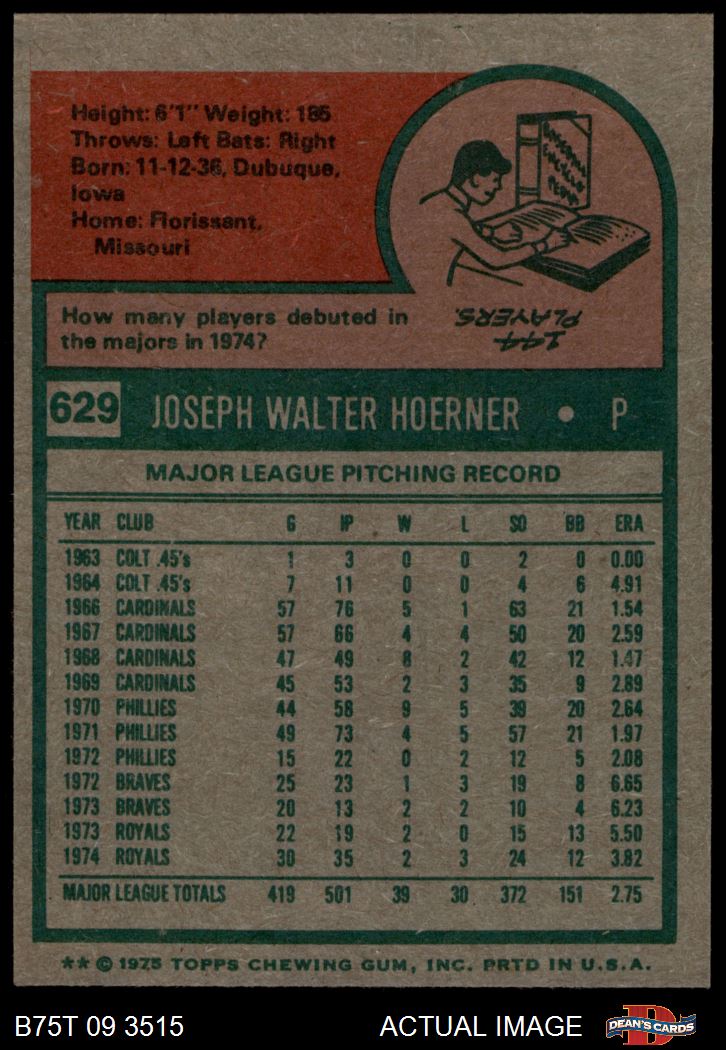 Height: 6'1" Weight: 185
Throws: Left Bats: Right
Born: 11-12-36, Dubuque,
Iowa
Home: Florissant,
Missouri
How many players debuted in
the majors in 1974?
144
PLAYERS.
629 JOSEPH WALTER HOERNER • P
MAJOR LEAGUE PITCHING RECORD
YEAR CLUB G IP W L SO BB ERA
1963 COLT .45's 1 3 0 0 2 0 0.00
1964 COLT .45's 7 11 0 0 4 6 4.91
1966 CARDINALS 57 76 5 1 63 21 1.54
1967 CARDINALS 57 66 4 4 50 20 2.59
1968 CARDINALS 47 49 8 2 42 12 1.47
1969 CARDINALS 45 53 2 3 35 9 2.89
1970 PHILLIES 44 58 9 5 39 20 2.64
1971 PHILLIES 49 73 4 5 57 21 1.97
1972 PHILLIES 15 22 0 2 12 5 2.08
1972 BRAVES 25 23 1 3 19 8 6.65
1973 BRAVES 20 13 2 2 10 4 6.23
1973 ROYALS 22 19 2 0 15 13 5.50
1974 ROYALS 30 35 2 3 24 12 3.82
MAJOR LEAGUE TOTALS 419 501 39 30 372 151 2.75
** © 1975 TOPPS CHEWING GUM, INC. PRTD IN U.S.A.
B75T 09 3515 ACTUAL IMAGE
D
DEAN'S CARDS